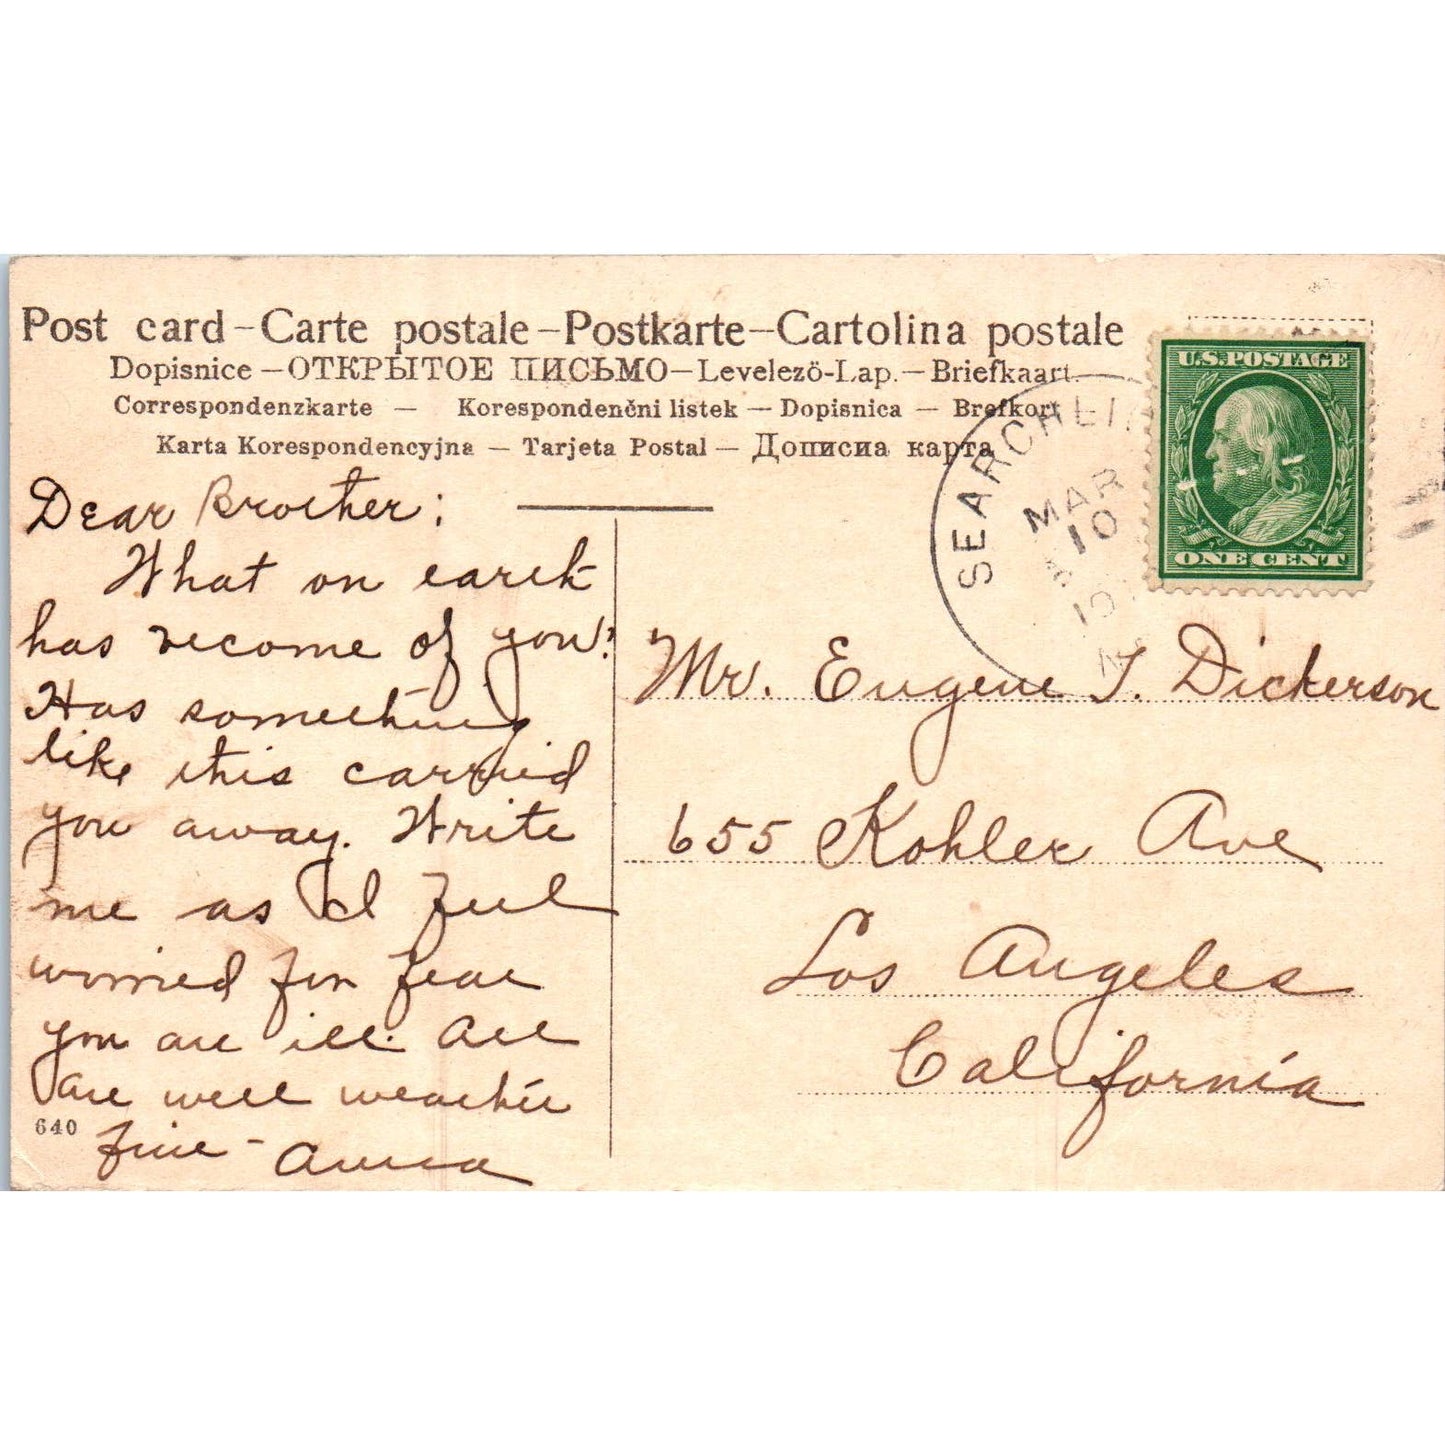 Post card – Carte postale – Postkarte – Cartolina postale
Dopisnice – ОТКРЫТОЕ ПИСЬМО – Levelező-Lap. – Briefkaart.
Correspondenzkarte – Korespondenční listek – Dopisnica – Brefkort
Karta Korespondencyjna – Tarjeta Postal – Дописна карта
U.S. POSTAGE
ONE CENT
SEARCHLI
MAR
10
Dear Brother:
What on earth
has become of you?
Has something
like this carried
you away. Write
me as I feel
worried for fear
you are ill. All
are well weather
fine – Anna
640
Mr. Eugene T. Dickerson
655 Kohler Ave
Los Angeles
California